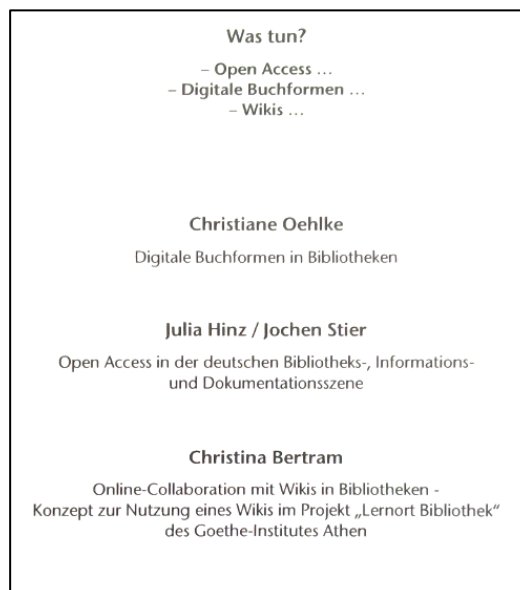 Was tun?
– Open Access …
– Digitale Buchformen …
– Wikis …
Christiane Oehlke
Digitale Buchformen in Bibliotheken
Julia Hinz / Jochen Stier
Open Access in der deutschen Bibliotheks-, Informations-
und Dokumentationsszene
Christina Bertram
Online-Collaboration mit Wikis in Bibliotheken -
Konzept zur Nutzung eines Wikis im Projekt „Lernort Bibliothek“
des Goethe-Institutes Athen